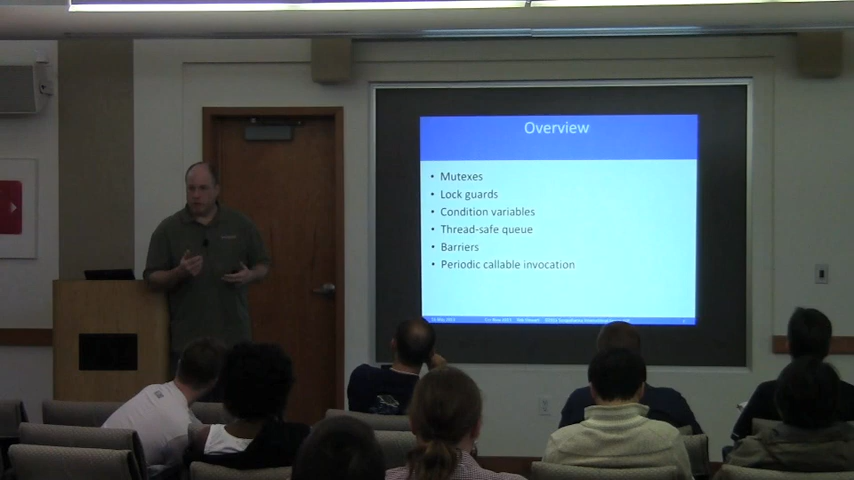 Overview
• Mutexes
• Lock guards
• Condition variables
• Thread-safe queue
• Barriers
• Periodic callable invocation